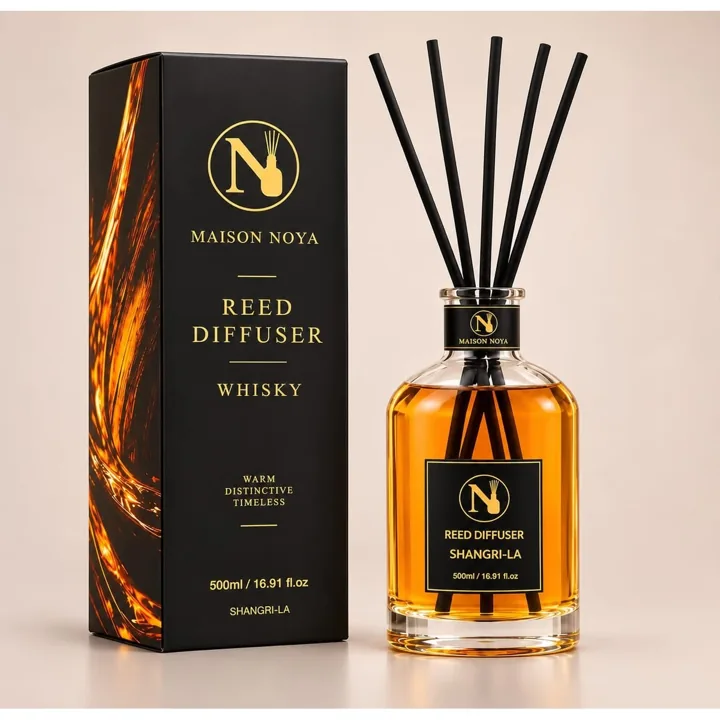 N
MAISON NOYA
REED
DIFFUSER
WHISKY
WARM
DISTINCTIVE
TIMELESS
500ml / 16.91 fl.oz
SHANGRI-LA
N
MAISON NOYA
N
REED DIFFUSER
SHANGRI-LA
500ml / 16.91 fl.oz